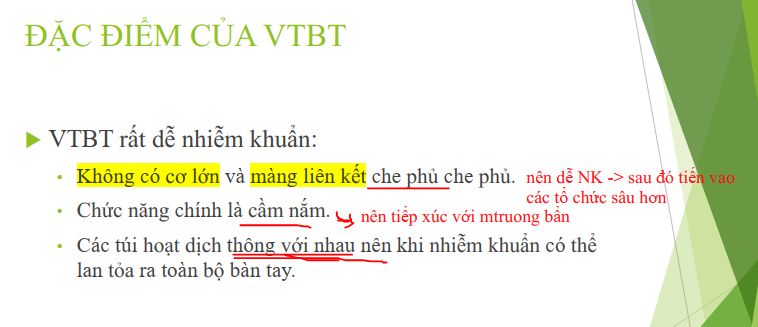 ĐẶC ĐIỂM CỦA VTBT
VTBT rất dễ nhiễm khuẩn:
Không có cơ lớn và màng liên kết che phủ che phủ. nên dễ NK -> sau đó tiến vao
các tổ chức sâu hơn
Chức năng chính là cầm nắm. nên tiếp xúc với mtruong bẩn
Các túi hoạt dịch thông với nhau nên khi nhiễm khuẩn có thể
lan tỏa ra toàn bộ bàn tay.